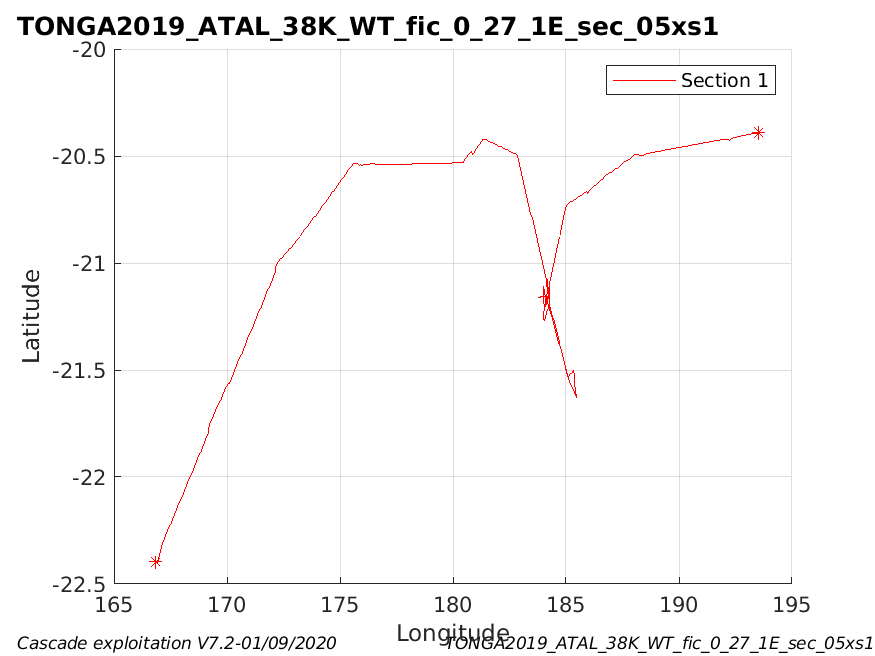 TONGA2019_ATAL_38K_WT_fic_0_27_1E_sec_05xs1
-20
Section 1
-20.5
-21
Latitude
-21.5
-22
-22.5
165 170 175 180 185 190 195
Longitude
Cascade exploitation V7.2-01/09/2020 TONGA2019_ATAL_38K_WT_fic_0_27_1E_sec_05xs1